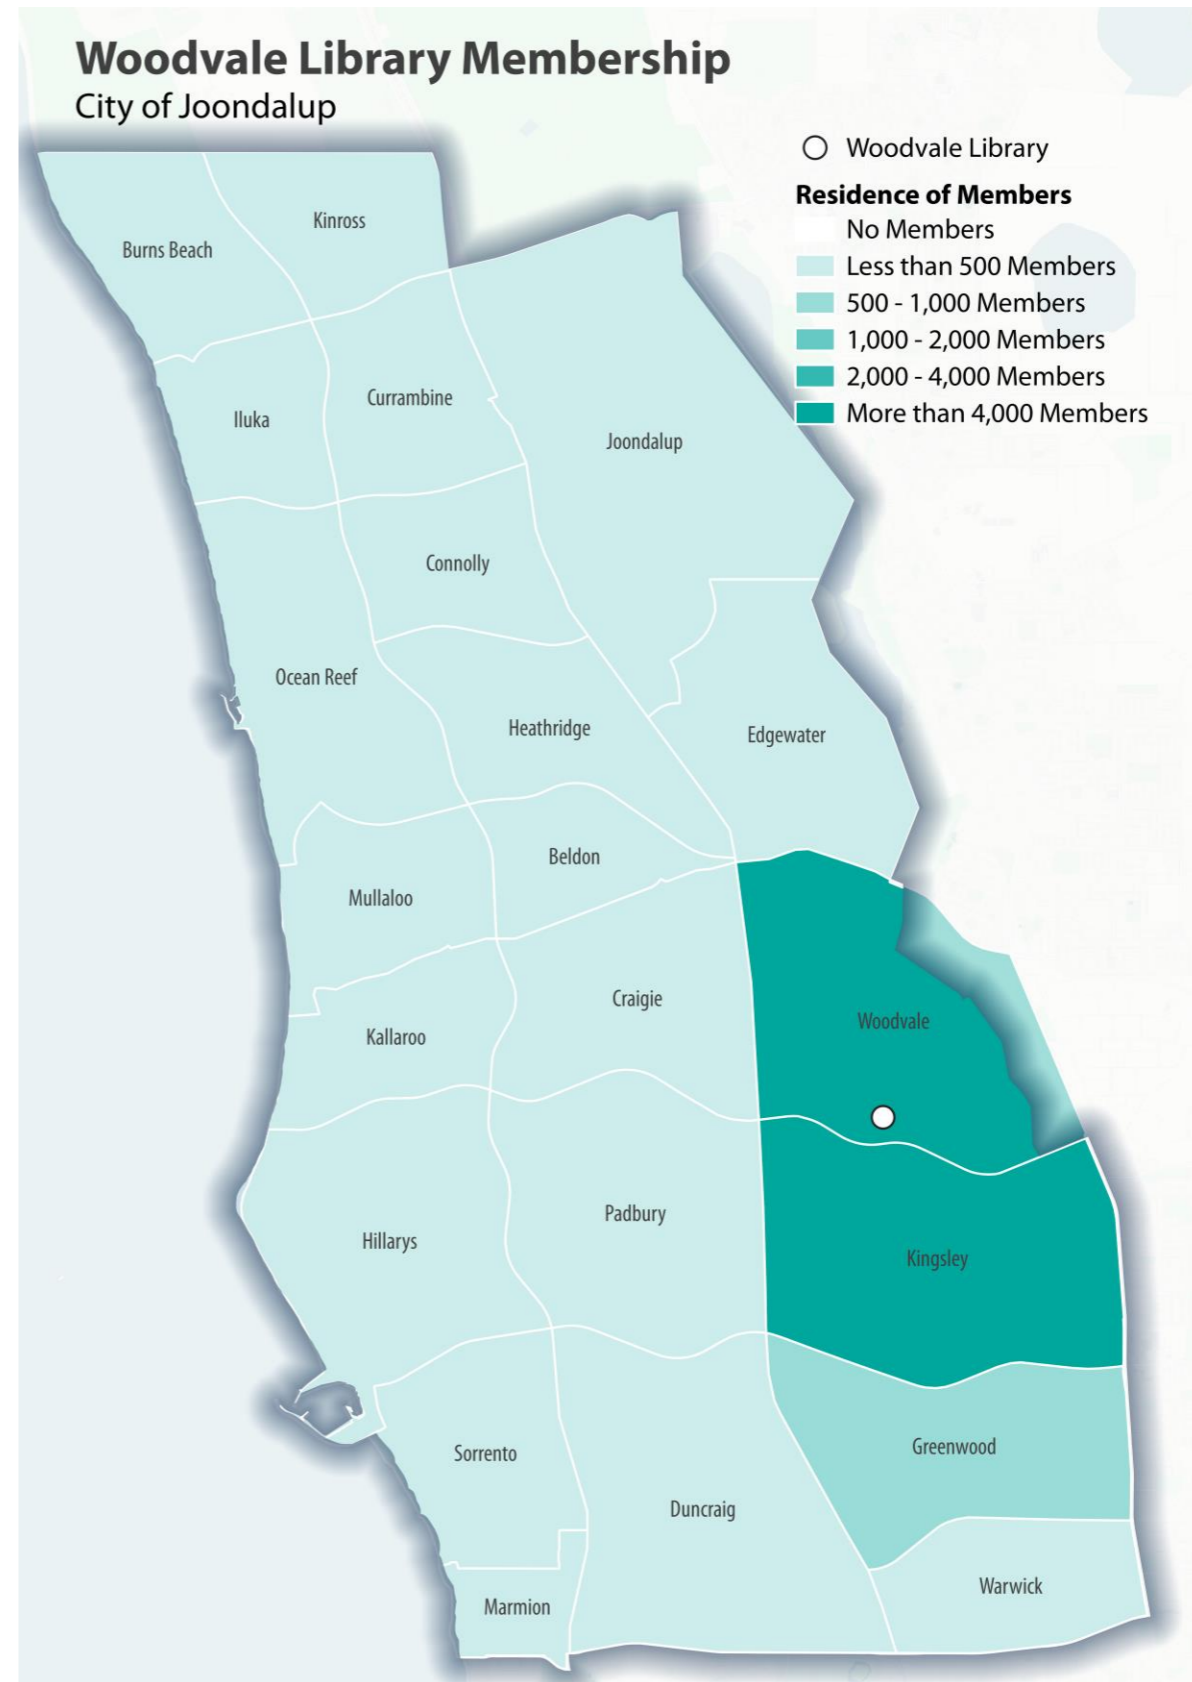 Woodvale Library Membership
City of Joondalup
Woodvale Library
Residence of Members
No Members
Less than 500 Members
500 - 1,000 Members
1,000 - 2,000 Members
2,000 - 4,000 Members
More than 4,000 Members
Kinross
Burns Beach
Currambine
Iluka
Joondalup
Connolly
Ocean Reef
Heathridge
Edgewater
Beldon
Mullaloo
Craigie
Woodvale
Kallaroo
Padbury
Hillarys
Kingsley
Greenwood
Sorrento
Duncraig
Warwick
Marmion